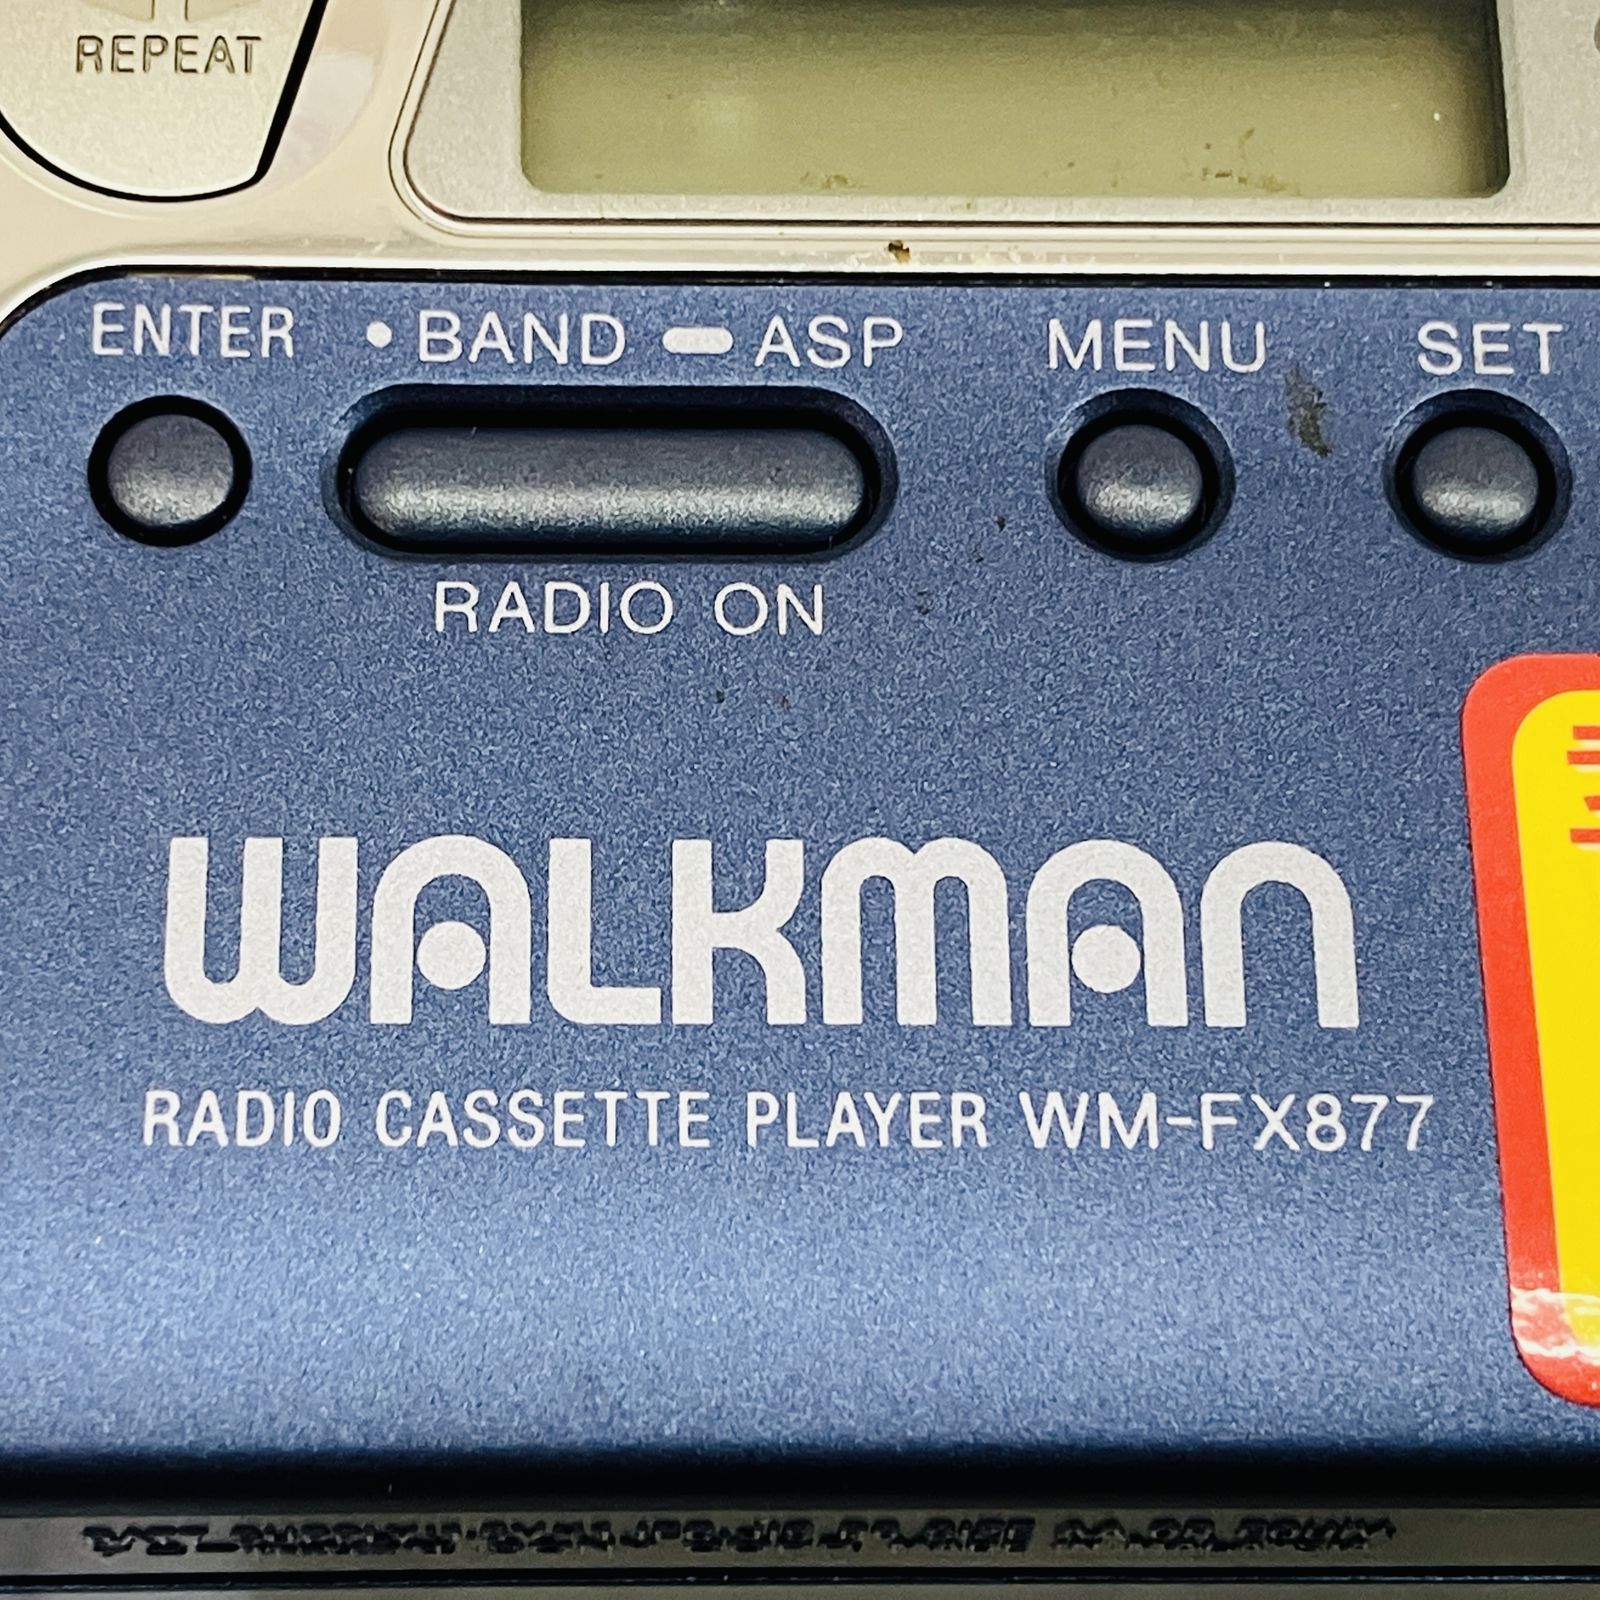 REPEAT
ENTER • BAND ▬ ASP MENU SET
RADIO ON
WALKMAN
RADIO CASSETTE PLAYER WM-FX877